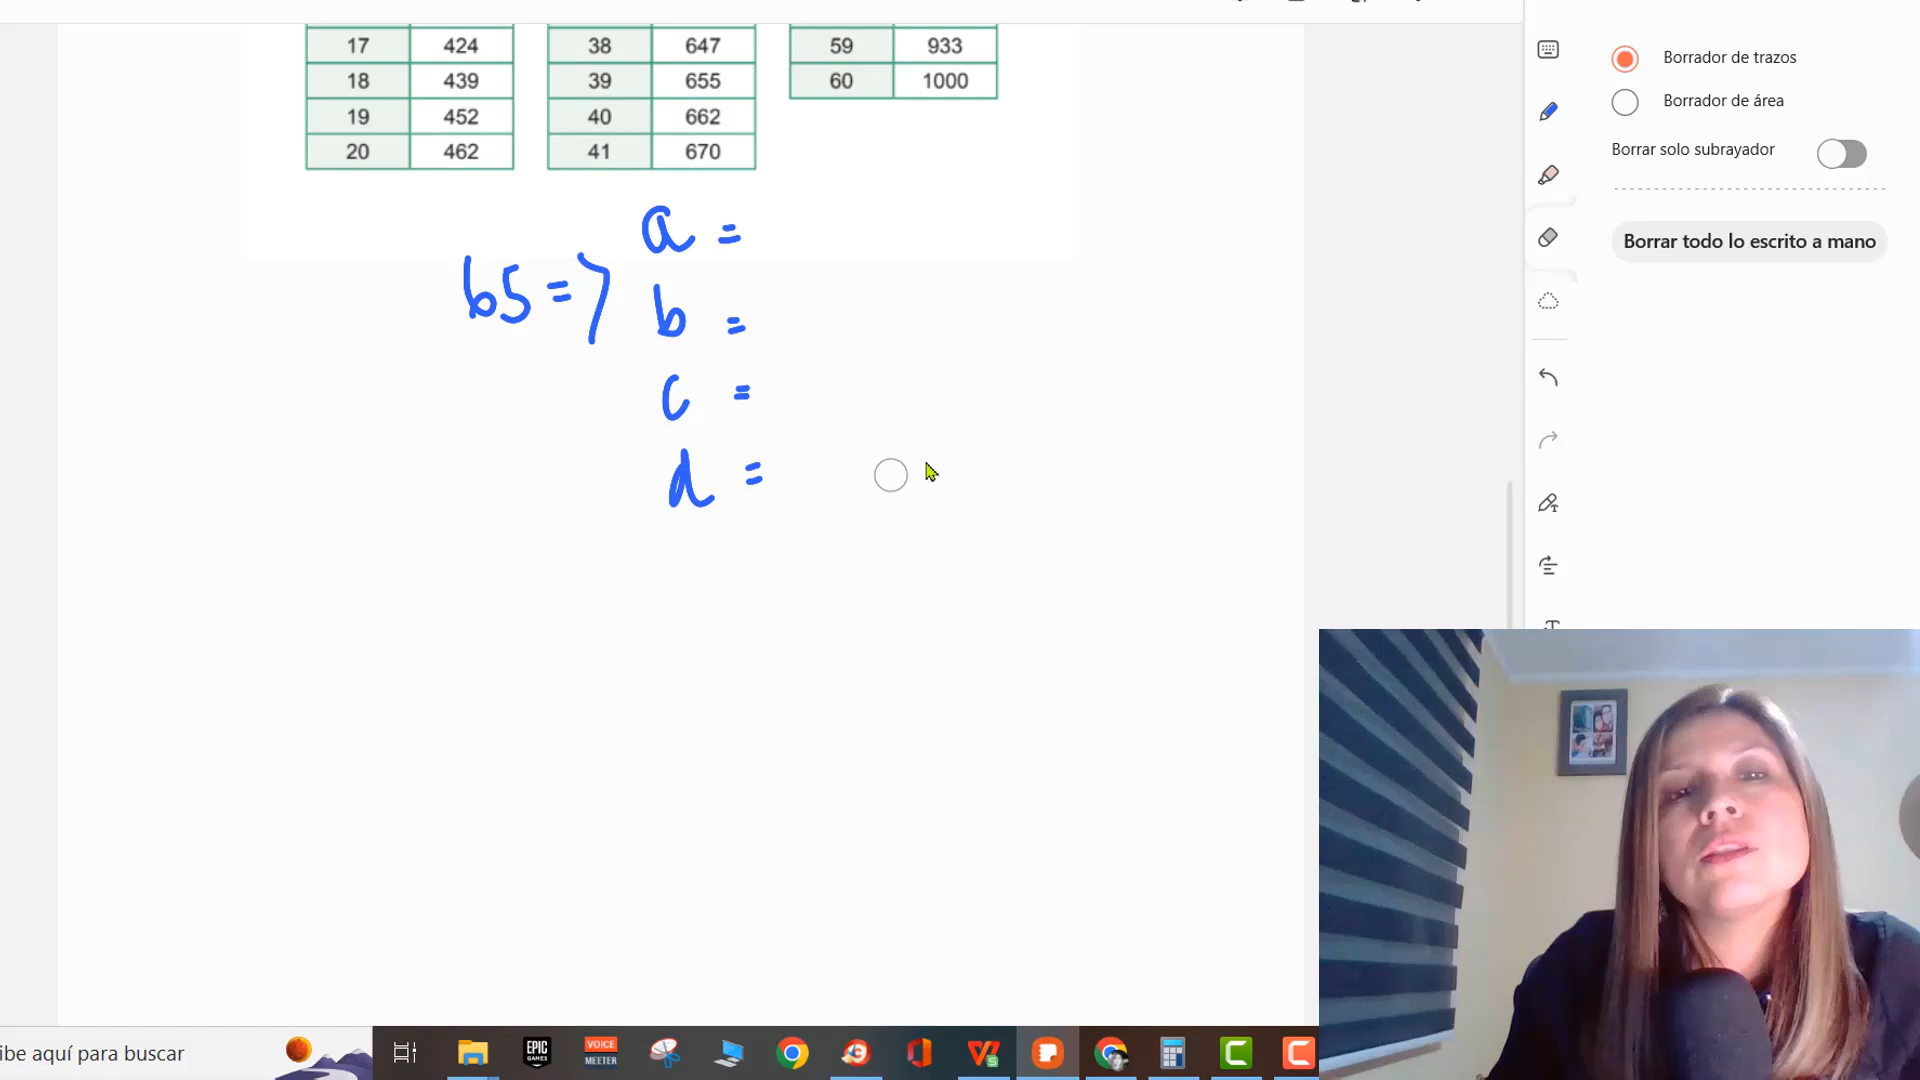 17 424 38 647 59 933
18 439 39 655 60 1000
19 452 40 662
20 462 41 670
a =
65 = )
b =
c =
d =
Borrador de trazos
Borrador de área
Borrar solo subrayador
Borrar todo lo escrito a mano
ibe aquí para buscar
EPIC
GAMES
VOICE
MEETER